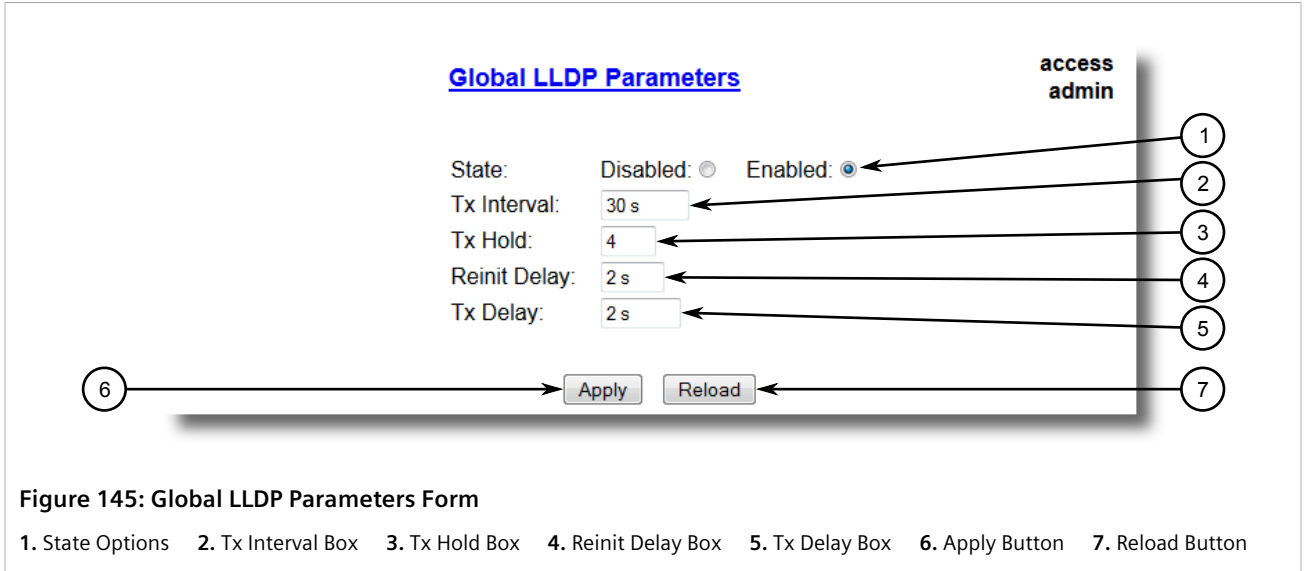 Global LLDP Parameters
access
admin
State: Disabled: Enabled:
1
Tx Interval: 30 s
2
Tx Hold: 4
3
Reinit Delay: 2 s
4
Tx Delay: 2 s
5
6
Apply Reload
7
Figure 145: Global LLDP Parameters Form
1. State Options 2. Tx Interval Box 3. Tx Hold Box 4. Reinit Delay Box 5. Tx Delay Box 6. Apply Button 7. Reload Button